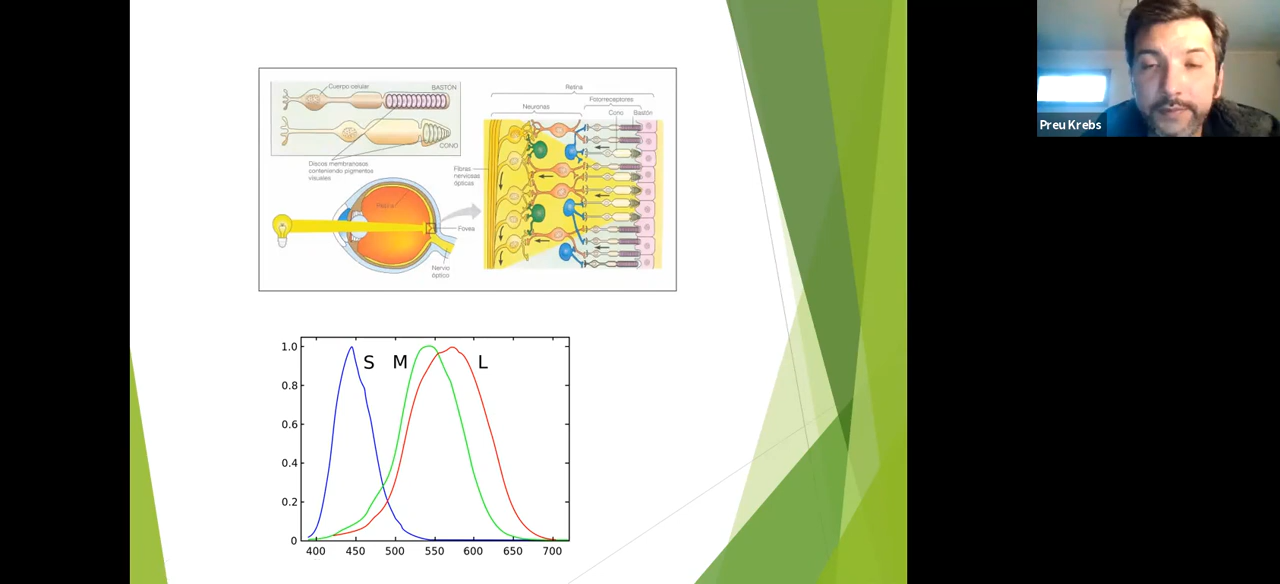 Cuerpo celular
BASTÓN
CONO
Discos membranosos
conteniendo pigmentos
visuales
Retina
Fotorreceptores
Neuronas
Cono
Bastón
Fibras
nerviosas
ópticas
Fovea
Nervio
óptico
1.0
0.8
0.6
0.4
0.2
0
S
M
L
400
450
500
550
600
650
700
Preu Krebs